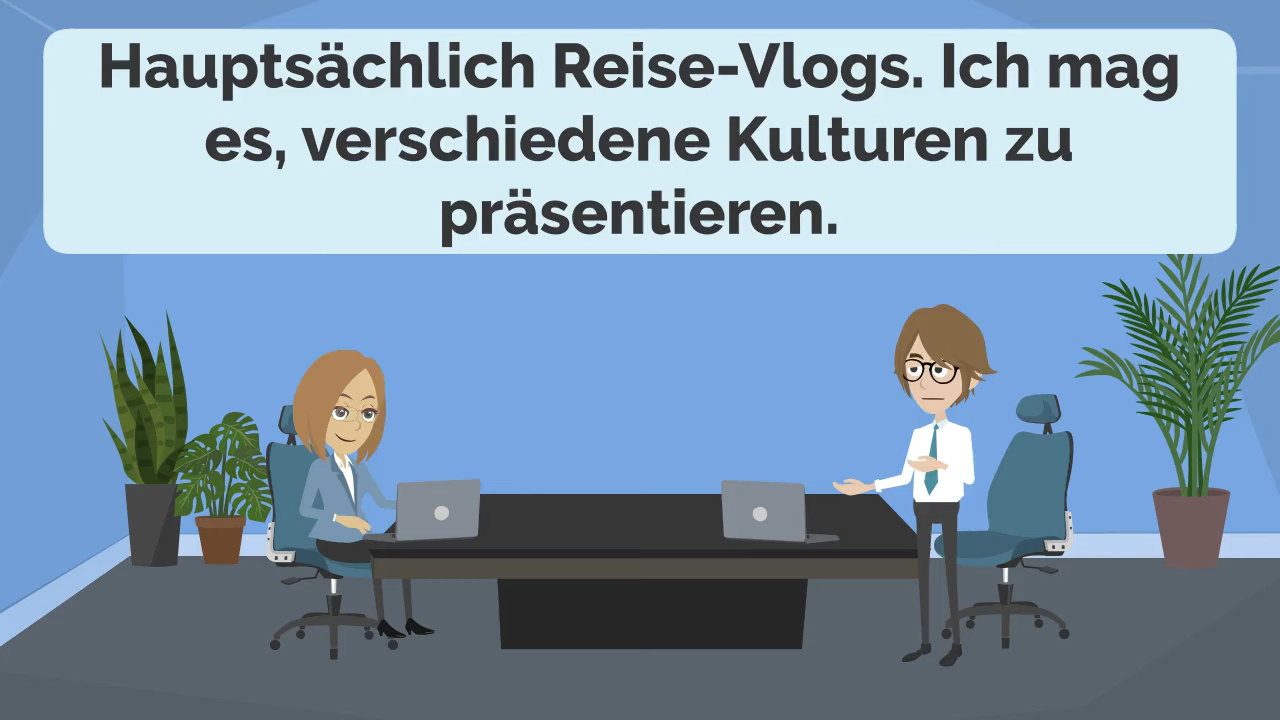 Hauptsächlich Reise-Vlogs. Ich mag
es, verschiedene Kulturen zu
präsentieren.